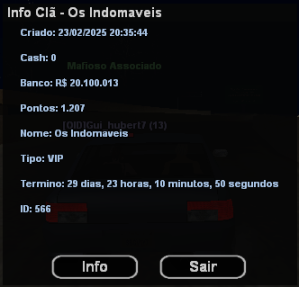 Info Clã - Os Indomaveis
Criado: 23/02/2025 20:35:44
Cash: 0
Malioso Associado
Banco: R$ 20.100.013
Pontos: 1.207
Nome: Os Indomaveis
Tipo: VIP
Termino: 29 dias, 23 horas, 10 minutos, 50 segundos
ID: 566
Info
Sair